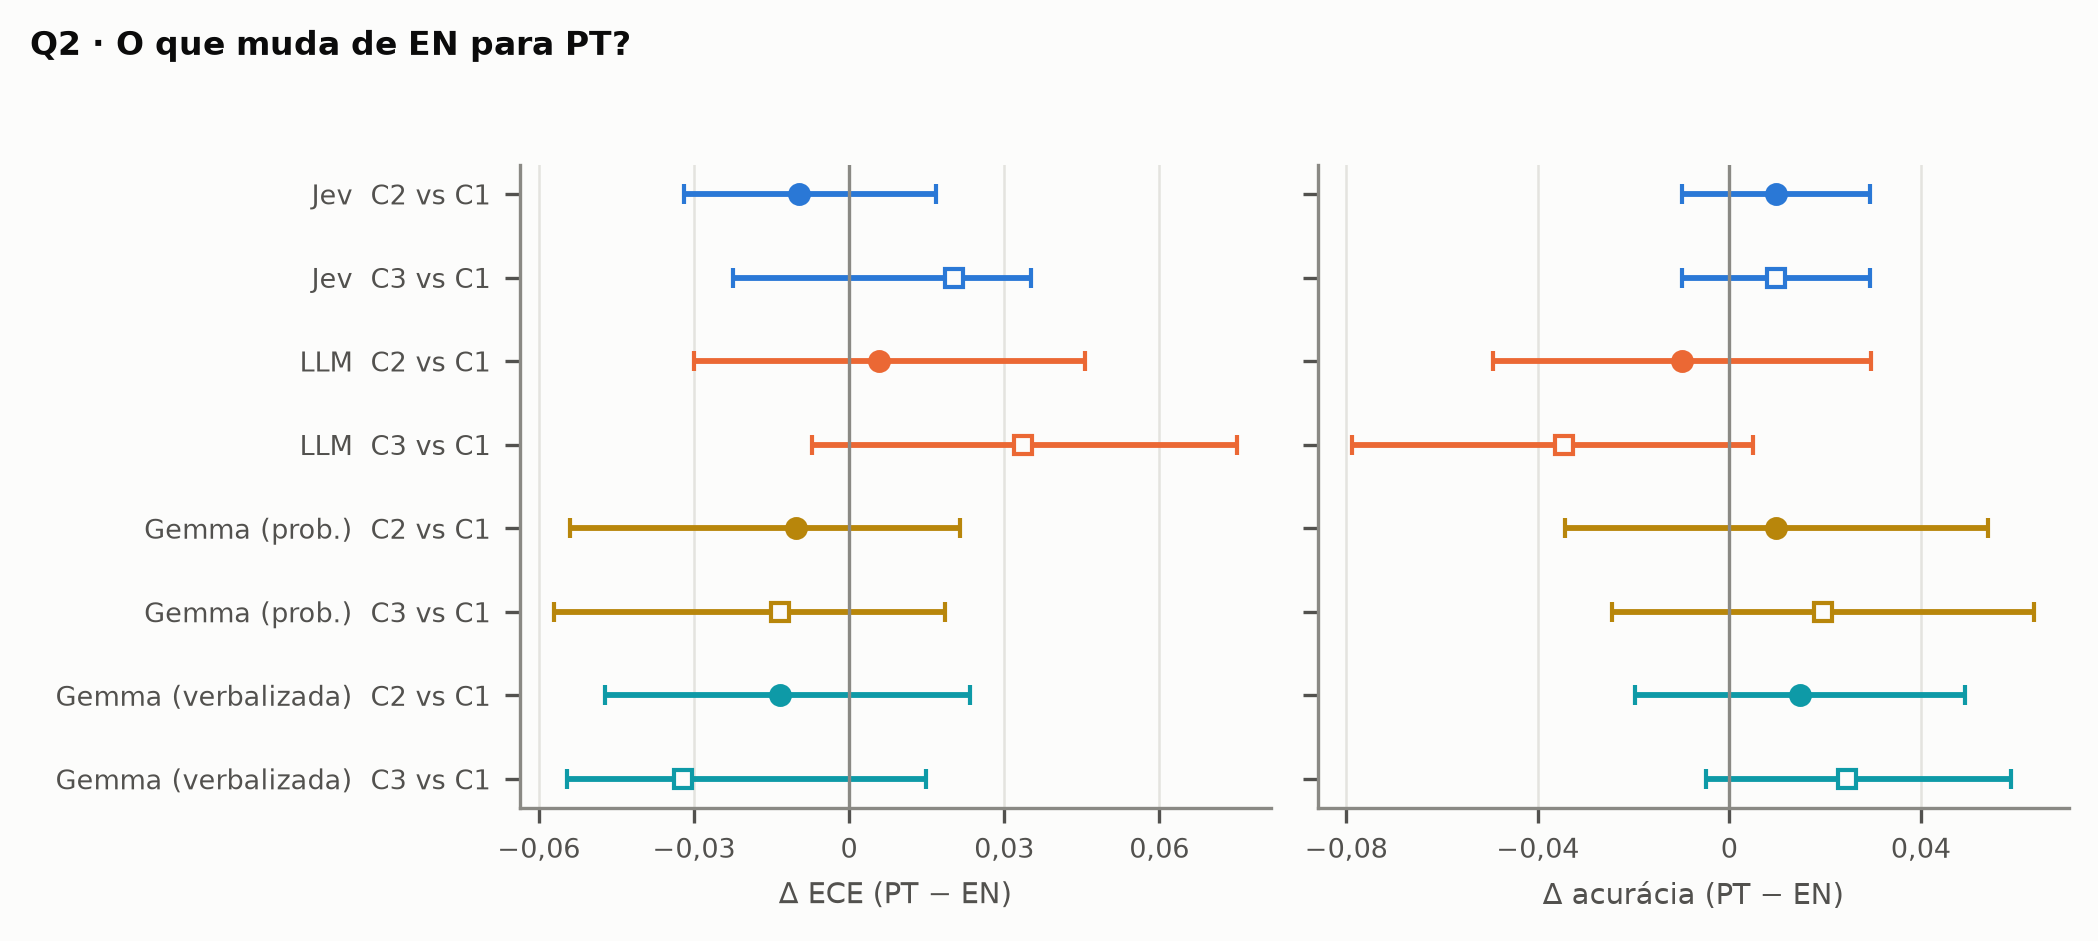 Q2 · O que muda de EN para PT?
Jev C2 vs C1
Jev C3 vs C1
LLM C2 vs C1
LLM C3 vs C1
Gemma (prob.) C2 vs C1
Gemma (prob.) C3 vs C1
Gemma (verbalizada) C2 vs C1
Gemma (verbalizada) C3 vs C1
−0,06 −0,03 0 0,03 0,06
Δ ECE (PT − EN)
−0,08 −0,04 0 0,04
Δ acurácia (PT − EN)